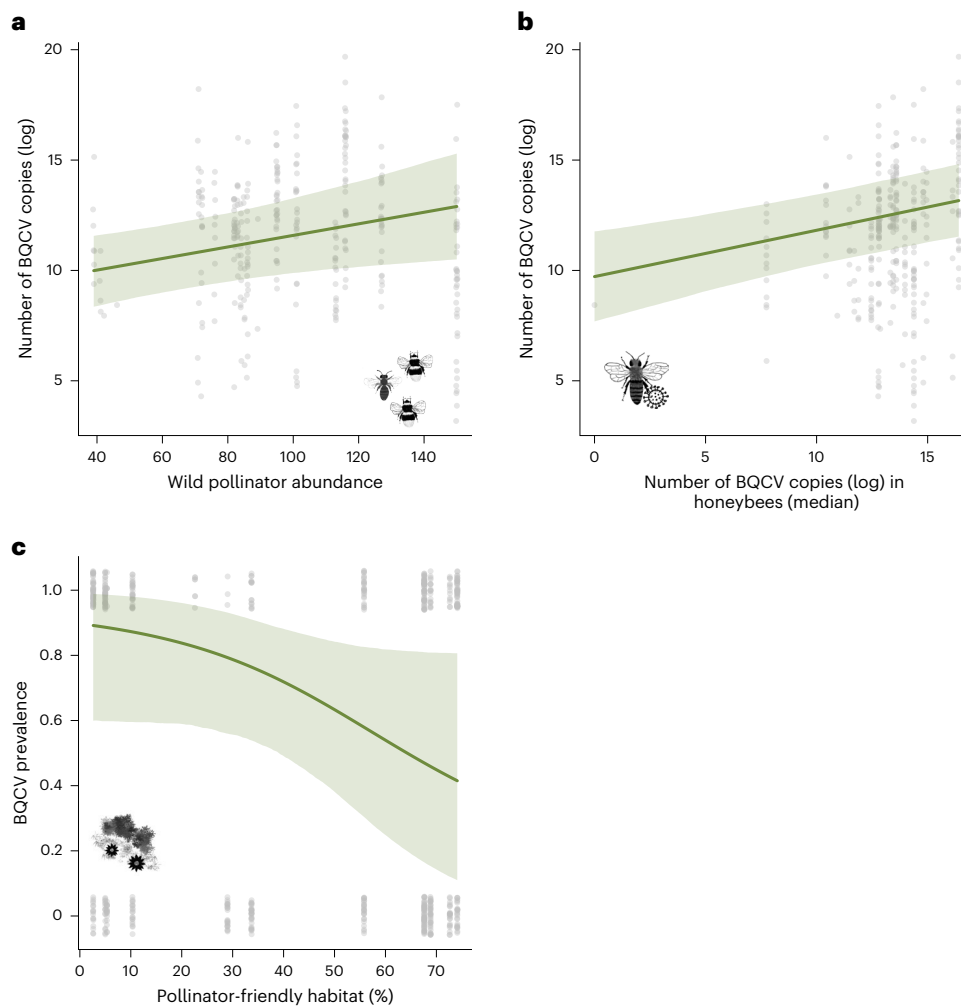 a
20
15
10
5
Number of BQCV copies (log)
40 60 80 100 120 140
Wild pollinator abundance
b
20
15
10
5
Number of BQCV copies (log)
0 5 10 15
Number of BQCV copies (log) in
honeybees (median)
c
1.0
0.8
0.6
0.4
0.2
0
BQCV prevalence
0 10 20 30 40 50 60 70
Pollinator-friendly habitat (%)